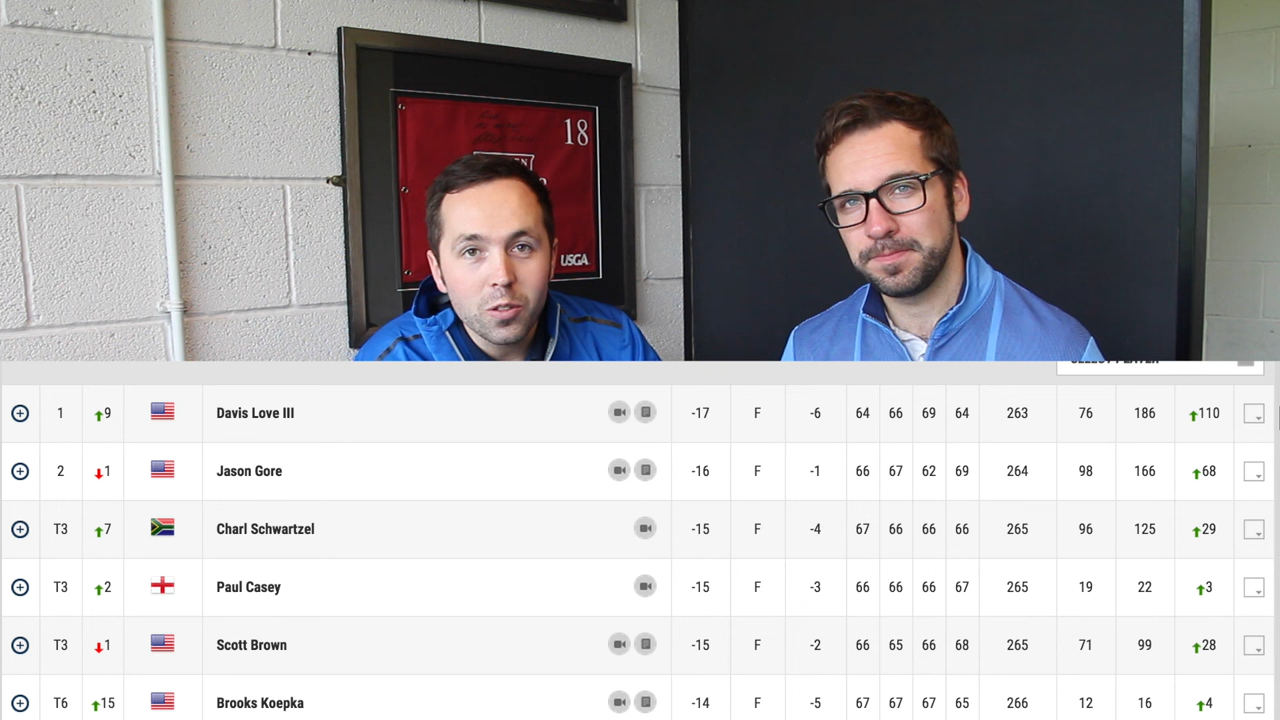 18
USGA
1 9 Davis Love III -17 F -6 64 66 69 64 263 76 186 110
2 1 Jason Gore -16 F -1 66 67 62 69 264 98 166 68
T3 7 Charl Schwartzel -15 F -4 67 66 66 66 265 96 125 29
T3 2 Paul Casey -15 F -3 66 66 66 67 265 19 22 3
T3 1 Scott Brown -15 F -2 66 65 66 68 265 71 99 28
T6 15 Brooks Koepka -14 F -5 67 67 67 65 266 12 16 4